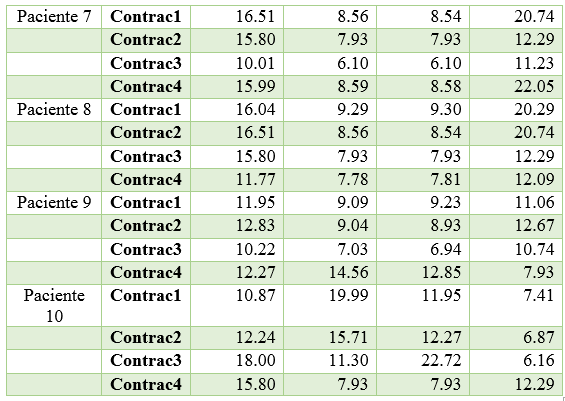 Paciente 7 Contrac1 16.51 8.56 8.54 20.74
Contrac2 15.80 7.93 7.93 12.29
Contrac3 10.01 6.10 6.10 11.23
Contrac4 15.99 8.59 8.58 22.05
Paciente 8 Contrac1 16.04 9.29 9.30 20.29
Contrac2 16.51 8.56 8.54 20.74
Contrac3 15.80 7.93 7.93 12.29
Contrac4 11.77 7.78 7.81 12.09
Paciente 9 Contrac1 11.95 9.09 9.23 11.06
Contrac2 12.83 9.04 8.93 12.67
Contrac3 10.22 7.03 6.94 10.74
Contrac4 12.27 14.56 12.85 7.93
Paciente Contrac1 10.87 19.99 11.95 7.41
10
Contrac2 12.24 15.71 12.27 6.87
Contrac3 18.00 11.30 22.72 6.16
Contrac4 15.80 7.93 7.93 12.29